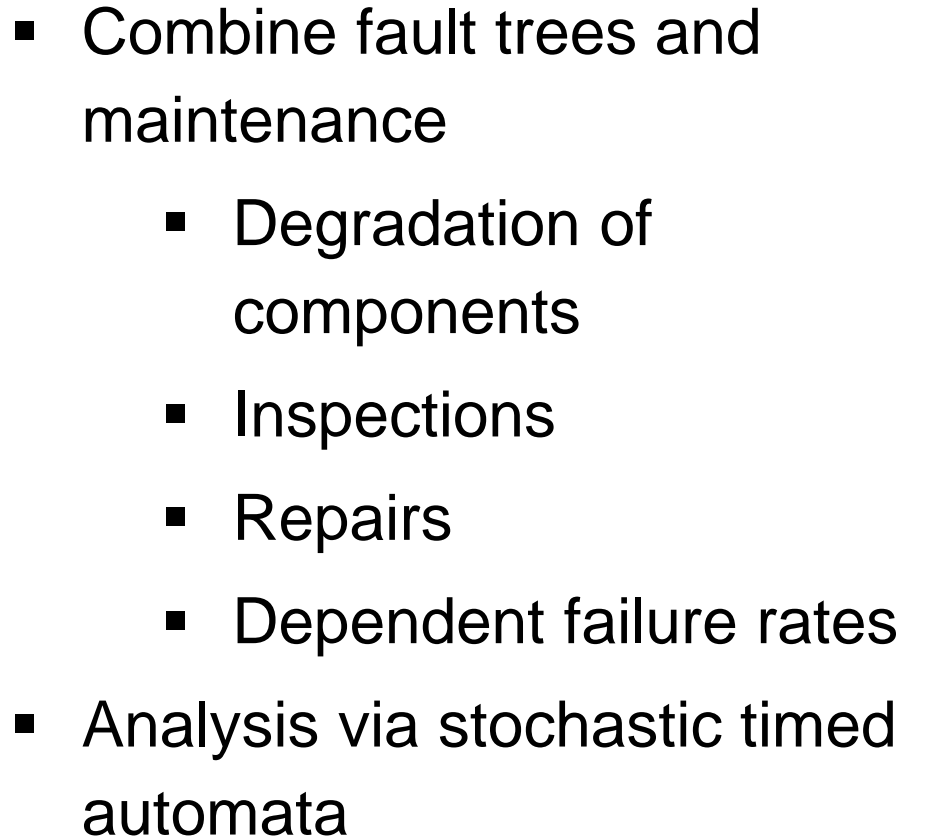 ▪ Combine fault trees and
maintenance
▪ Degradation of
components
▪ Inspections
▪ Repairs
▪ Dependent failure rates
▪ Analysis via stochastic timed
automata